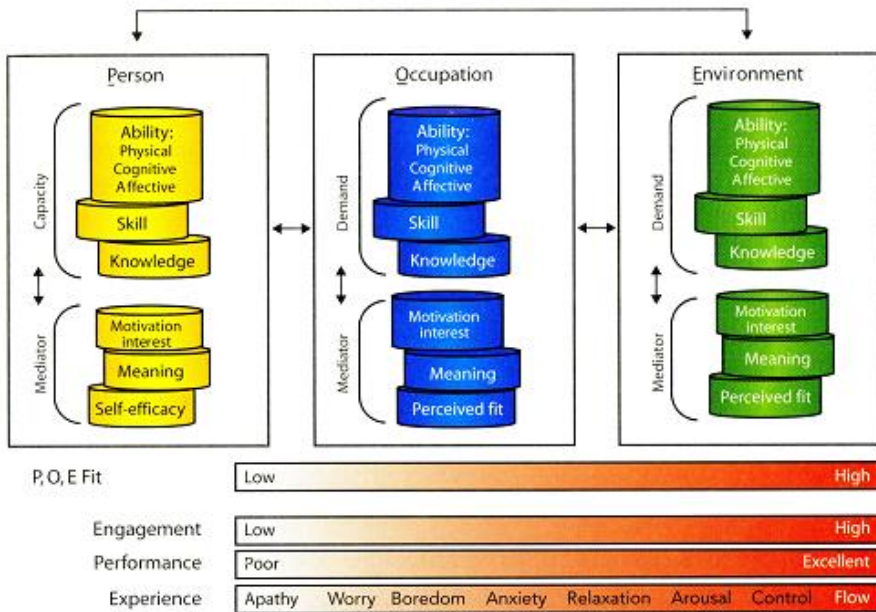 Person
Capacity
Ability:
Physical
Cognitive
Affective
Skill
Knowledge
Mediator
Motivation
interest
Meaning
Self-efficacy
Occupation
Demand
Ability:
Physical
Cognitive
Affective
Skill
Knowledge
Mediator
Motivation
interest
Meaning
Perceived fit
Environment
Demand
Ability:
Physical
Cognitive
Affective
Skill
Knowledge
Mediator
Motivation
interest
Meaning
Perceived fit
P, O, E Fit Low High
Engagement Low High
Performance Poor Excellent
Experience Apathy Worry Boredom Anxiety Relaxation Arousal Control Flow